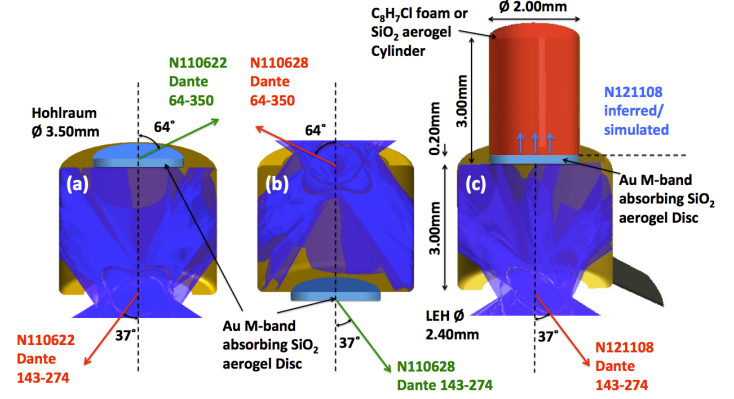 C8H7Cl foam or
SiO2 aerogel
Cylinder
Ø 2.00mm
N110622
Dante
64-350
N110628
Dante
64-350
Hohlraum
Ø 3.50mm
64°
64°
3.00mm
0.20mm
N121108
inferred/
simulated
(a)
(b)
(c)
Au M-band
absorbing SiO2
aerogel Disc
3.00mm
N110622
Dante
143-274
37°
Au M-band
absorbing SiO2
aerogel Disc
37°
N110628
Dante 143-274
LEH Ø
2.40mm
37°
N121108
Dante
143-274